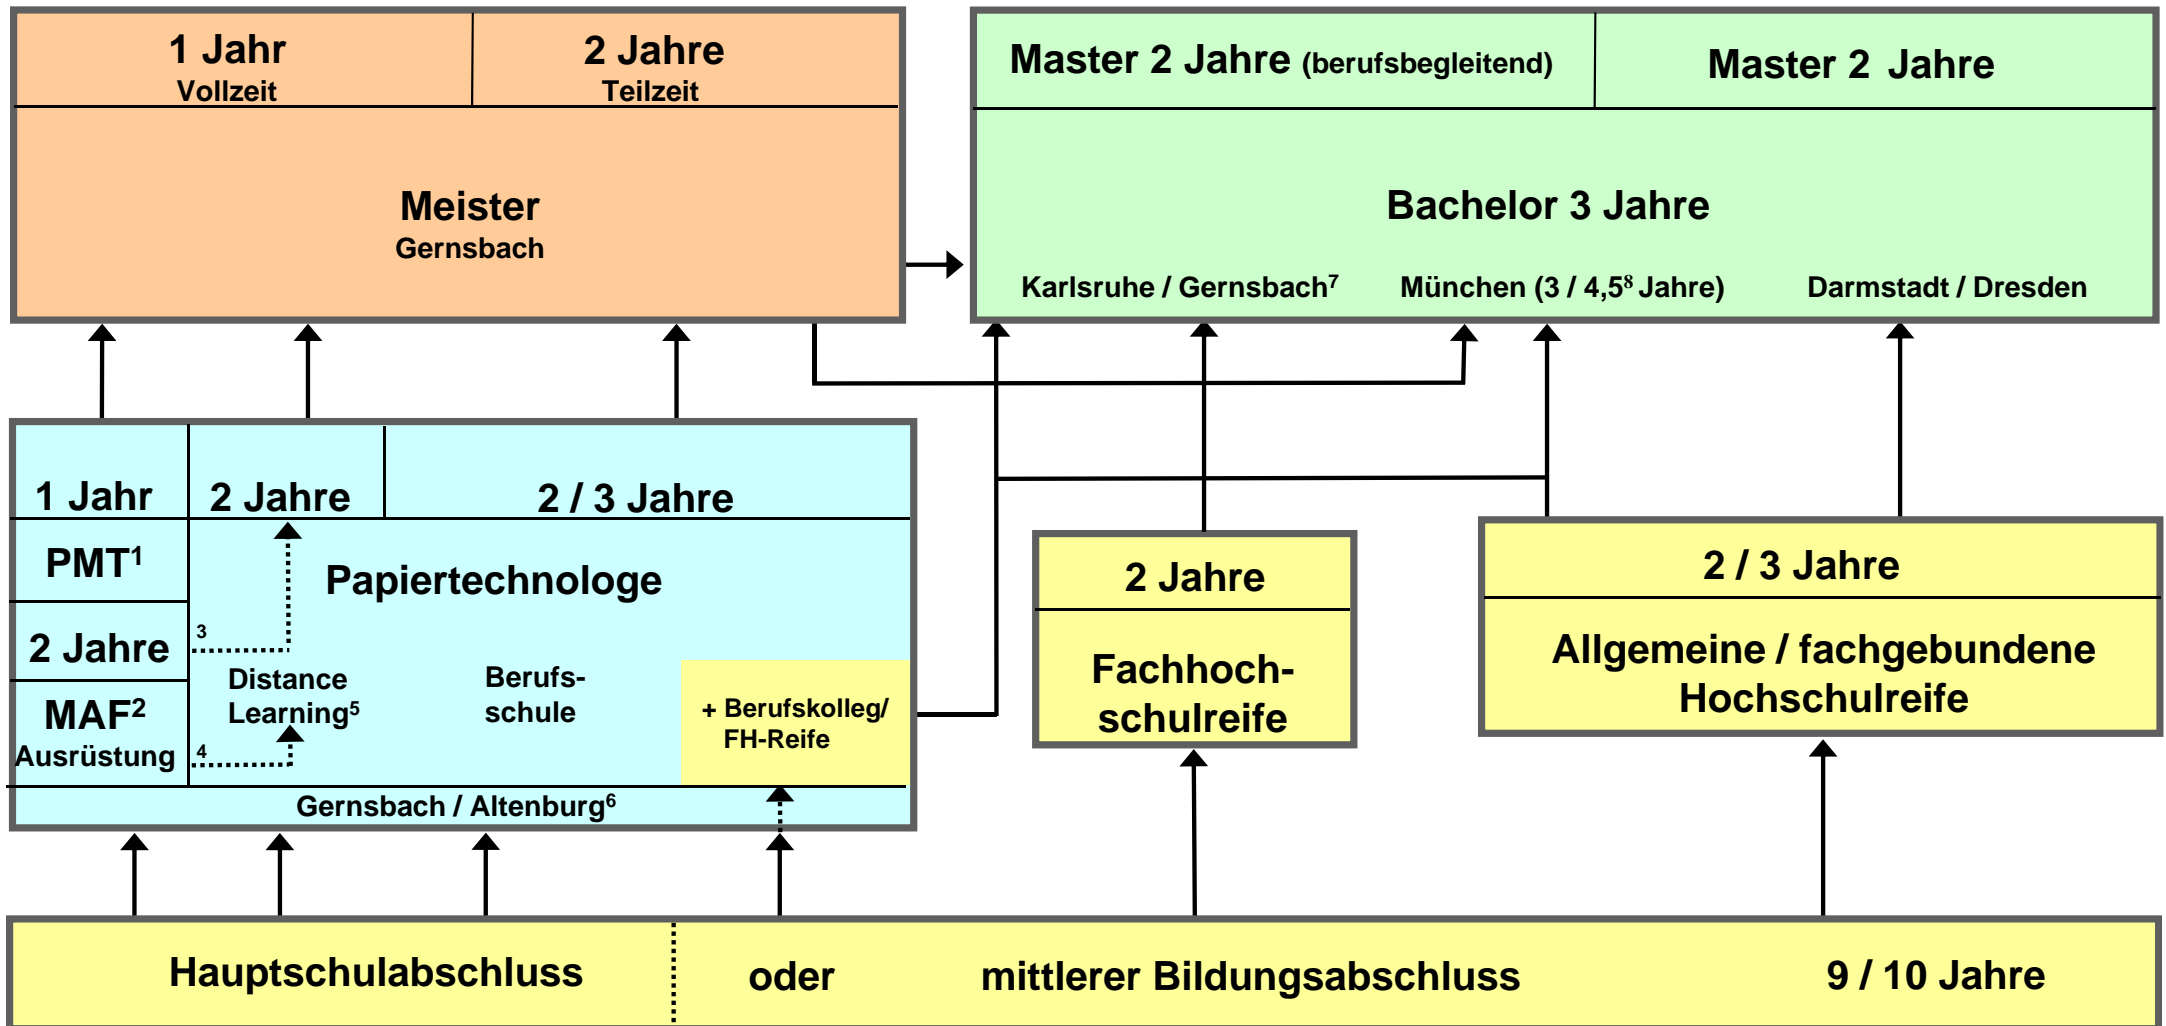 1 Jahr
Vollzeit
2 Jahre
Teilzeit
Meister
Gernsbach
Master 2 Jahre (berufsbegleitend)
Master 2 Jahre
Bachelor 3 Jahre
Karlsruhe / Gernsbach⁷
München (3 / 4,5⁸ Jahre)
Darmstadt / Dresden
1 Jahr
2 Jahre
2 / 3 Jahre
PMT¹
Papiertechnologe
2 Jahre
3
MAF²
Ausrüstung
4
Distance
Learning⁵
Berufs-
schule
+ Berufskolleg/
FH-Reife
Gernsbach / Altenburg⁶
2 Jahre
Fachhoch-
schulreife
2 / 3 Jahre
Allgemeine / fachgebundene
Hochschulreife
Hauptschulabschluss
oder
mittlerer Bildungsabschluss
9 / 10 Jahre